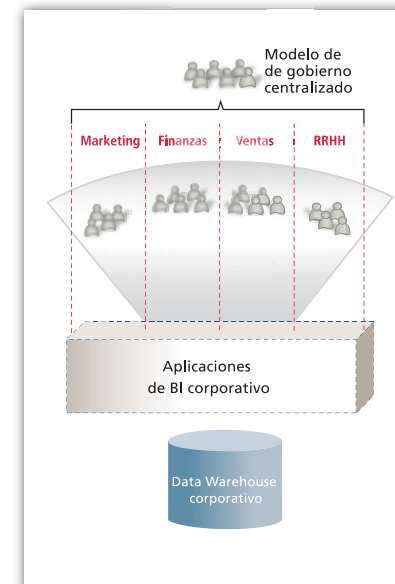 Modelo de
de gobierno
centralizado
Marketing Finanzas Ventas RRHH
Aplicaciones
de BI corporativo
Data Warehouse
corporativo